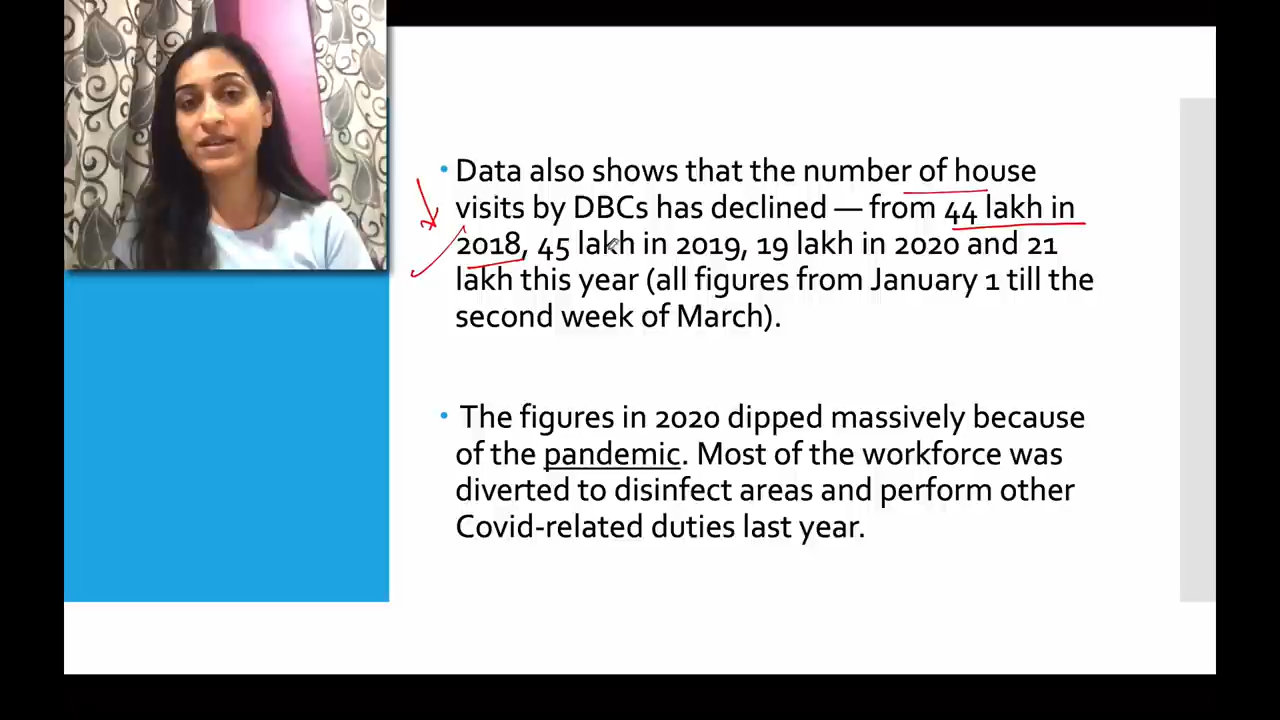 Data also shows that the number of house
visits by DBCs has declined — from 44 lakh in
2018, 45 lakh in 2019, 19 lakh in 2020 and 21
lakh this year (all figures from January 1 till the
second week of March).
The figures in 2020 dipped massively because
of the pandemic. Most of the workforce was
diverted to disinfect areas and perform other
Covid-related duties last year.